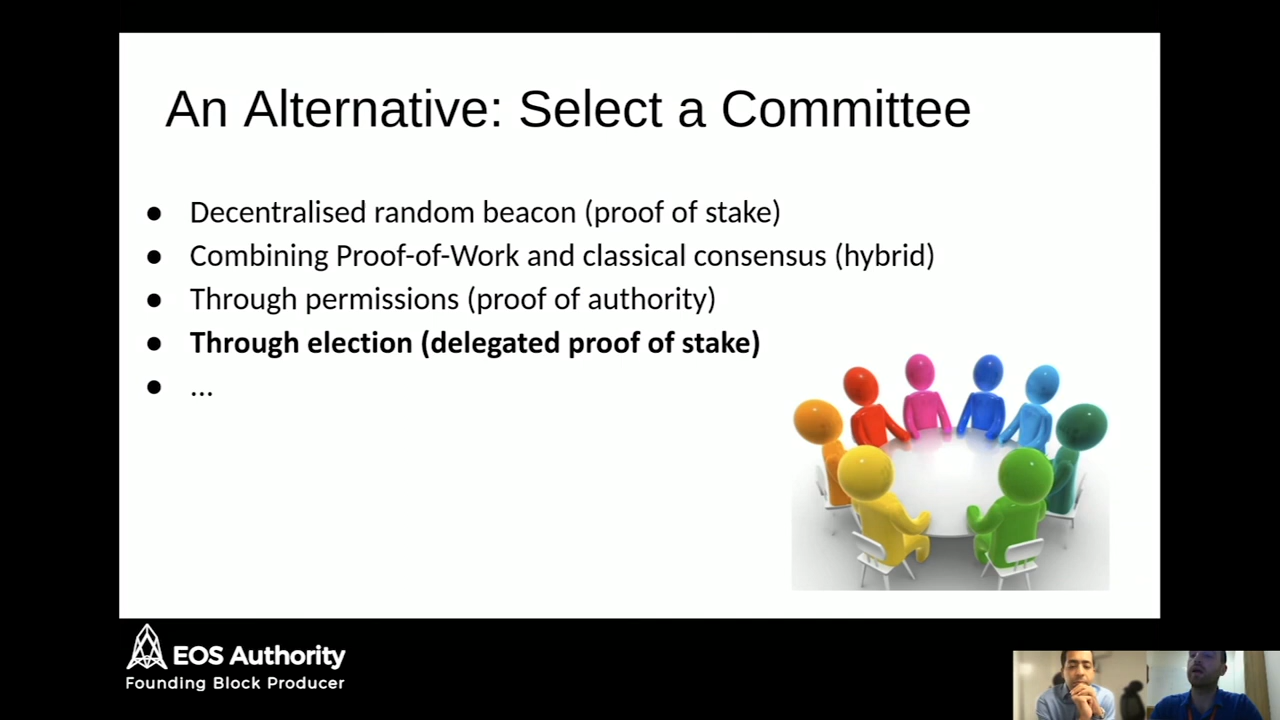 An Alternative: Select a Committee
● Decentralised random beacon (proof of stake)
● Combining Proof-of-Work and classical consensus (hybrid)
● Through permissions (proof of authority)
● Through election (delegated proof of stake)
● ...
EOS Authority
Founding Block Producer